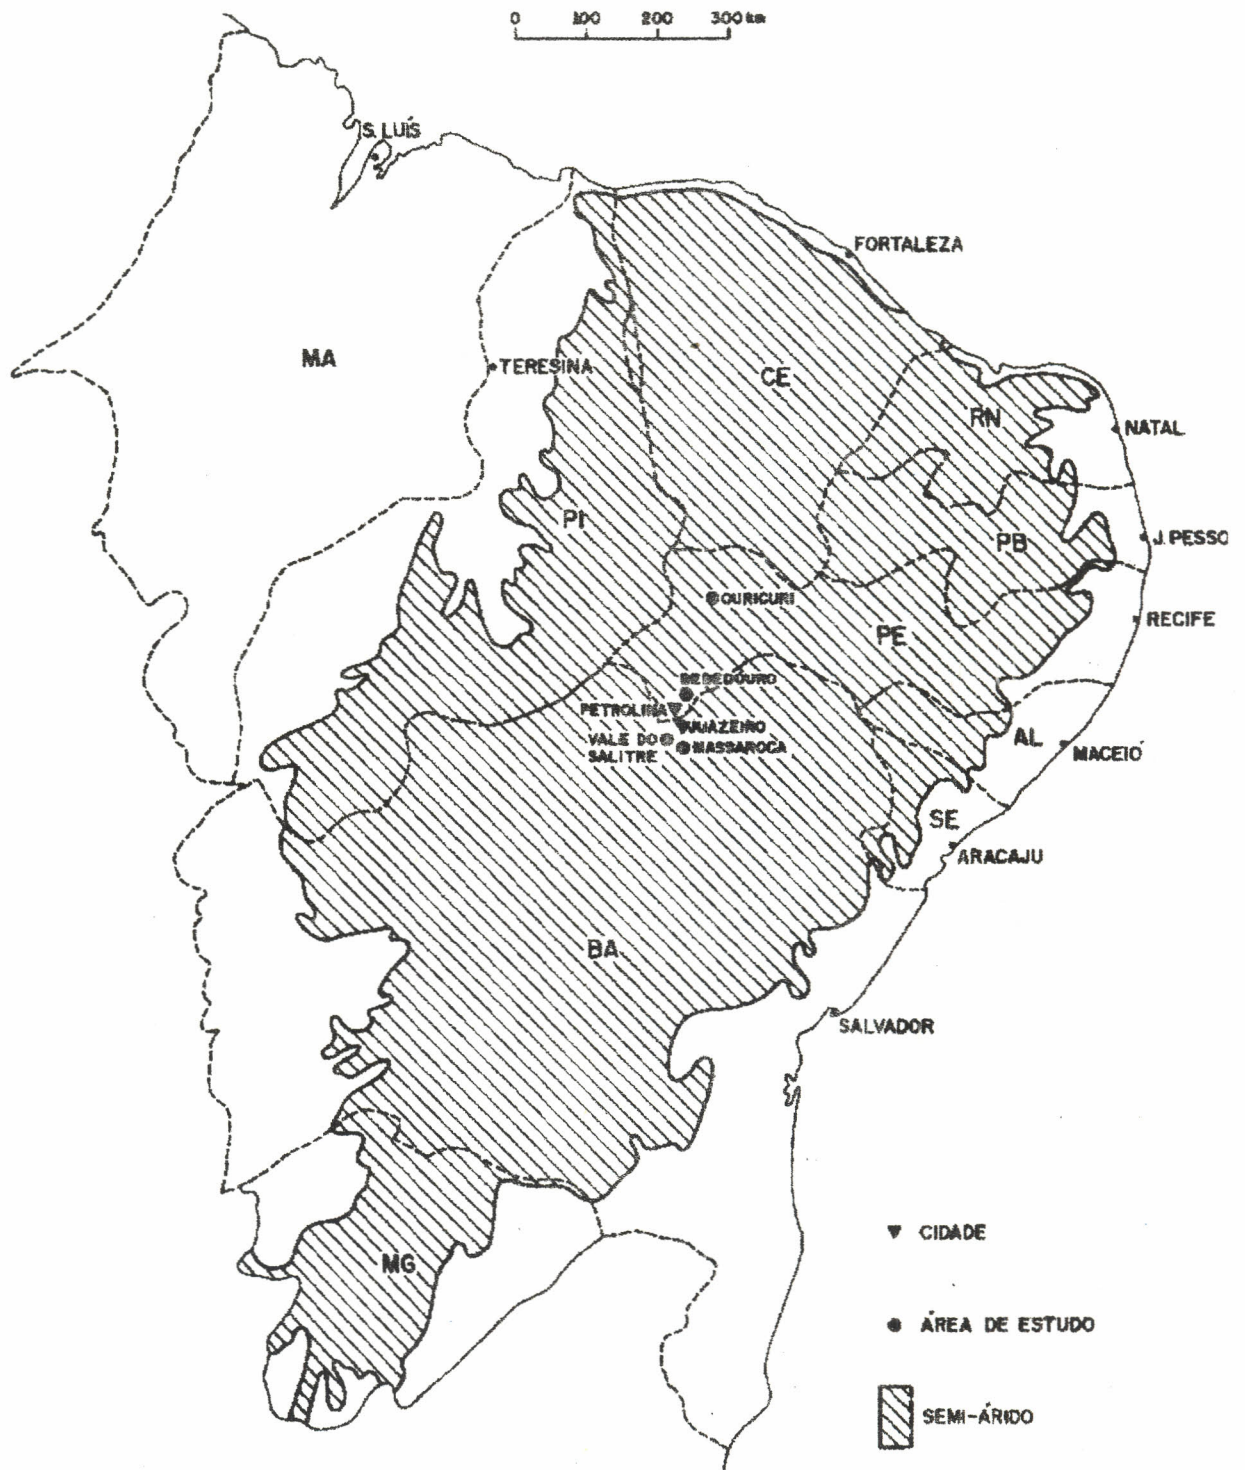 0 100 200 300 km
S. LUÍS
FORTALEZA
MA
TERESINA
CE
RN
NATAL
PI
PB
J. PESSO
OURICURI
RECIFE
PE
BEBEDOURO
PETROLINA
JUAZEIRO
VALE DO
SALITRE
MASSAROCA
AL
MACEIÓ
SE
ARACAJU
BA
SALVADOR
CIDADE
MG
ÁREA DE ESTUDO
SEMI-ÁRIDO